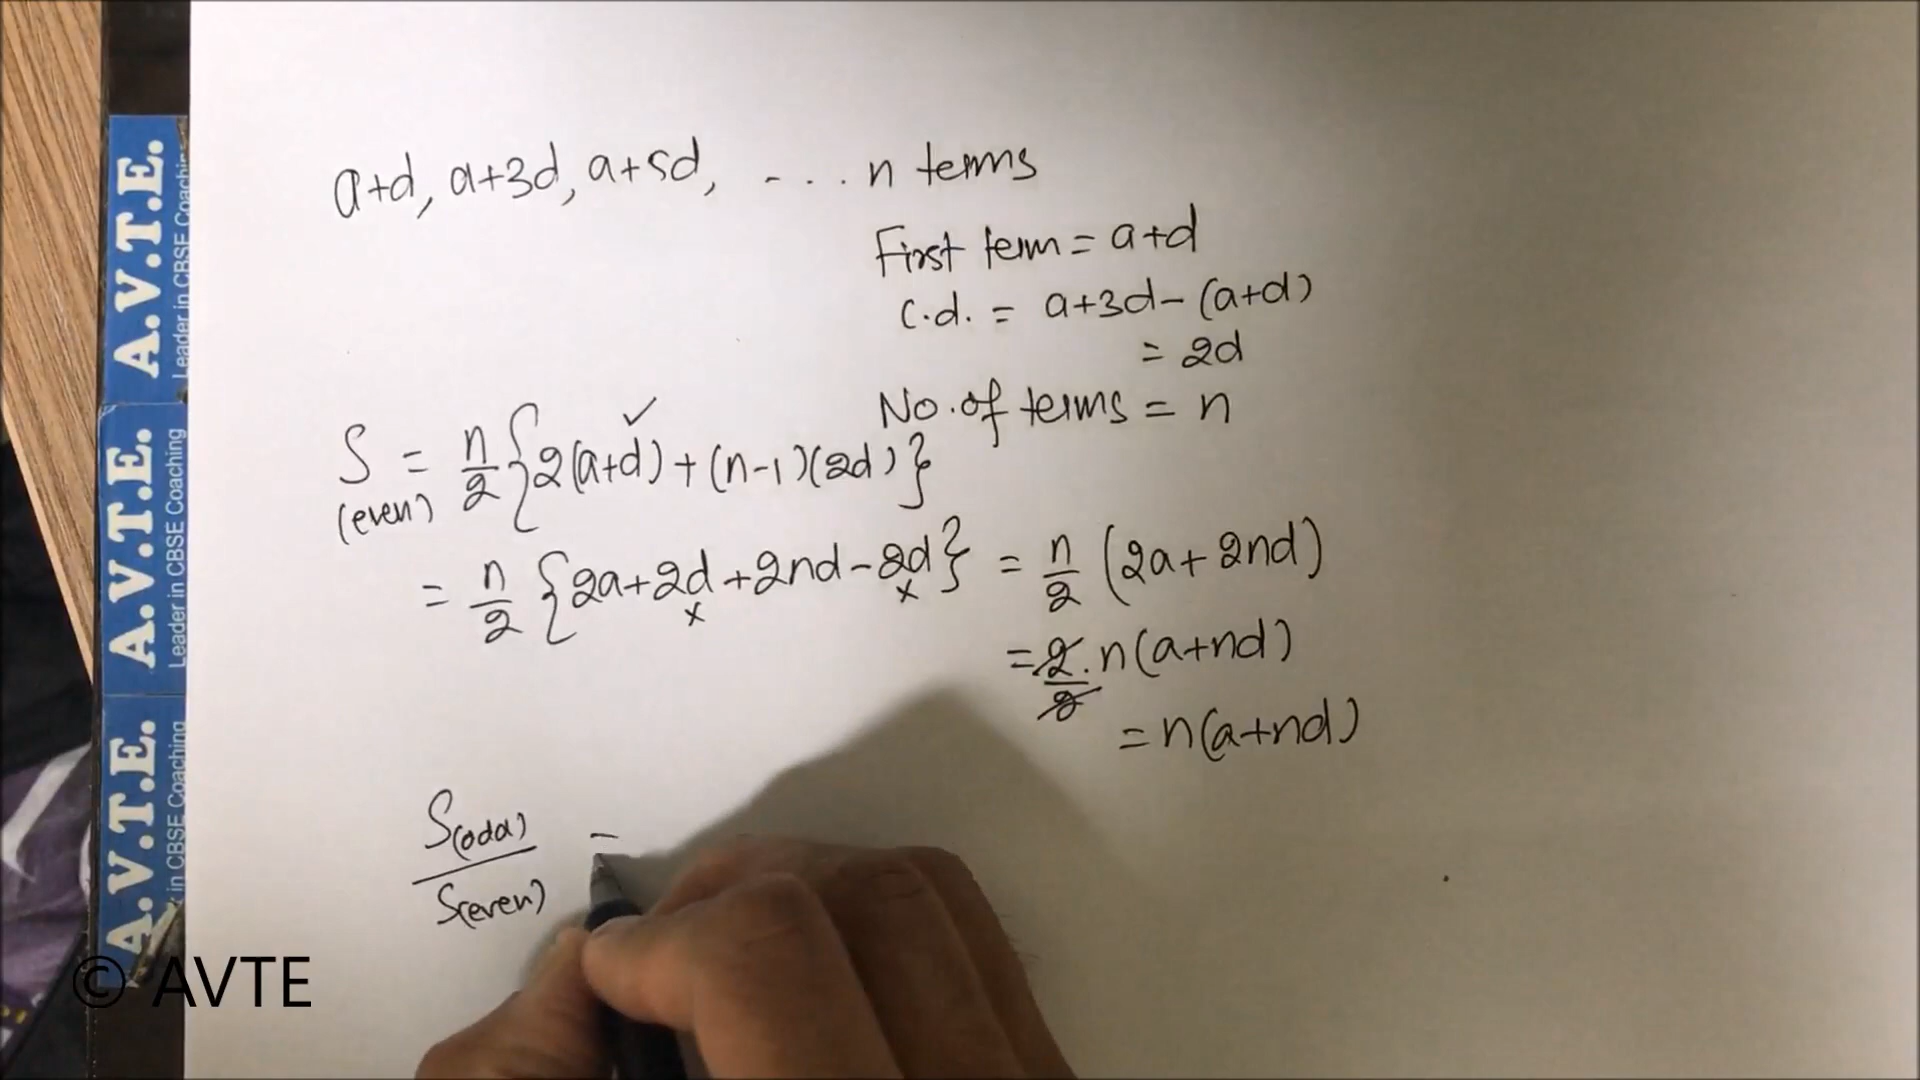 a+d, a+3d, a+5d, - ... n terms
First term = a+d
C.d. = a+3d-(a+d)
= 2d
No. of terms = n
S(even) = n/2{2(a+d)+(n-1)(2d)} ✓
= n/2 {2a+2d+2nd-2d} = n/2 (2a+2nd)
x x
= 2/2.n(a+nd)
= n(a+nd)
S(odd)/S(even) =
A.V.T.E.
Leader in CBSE Coaching
A.V.T.E.
Leader in CBSE Coaching
A.V.T.E.
in CBSE Coaching
© AVTE